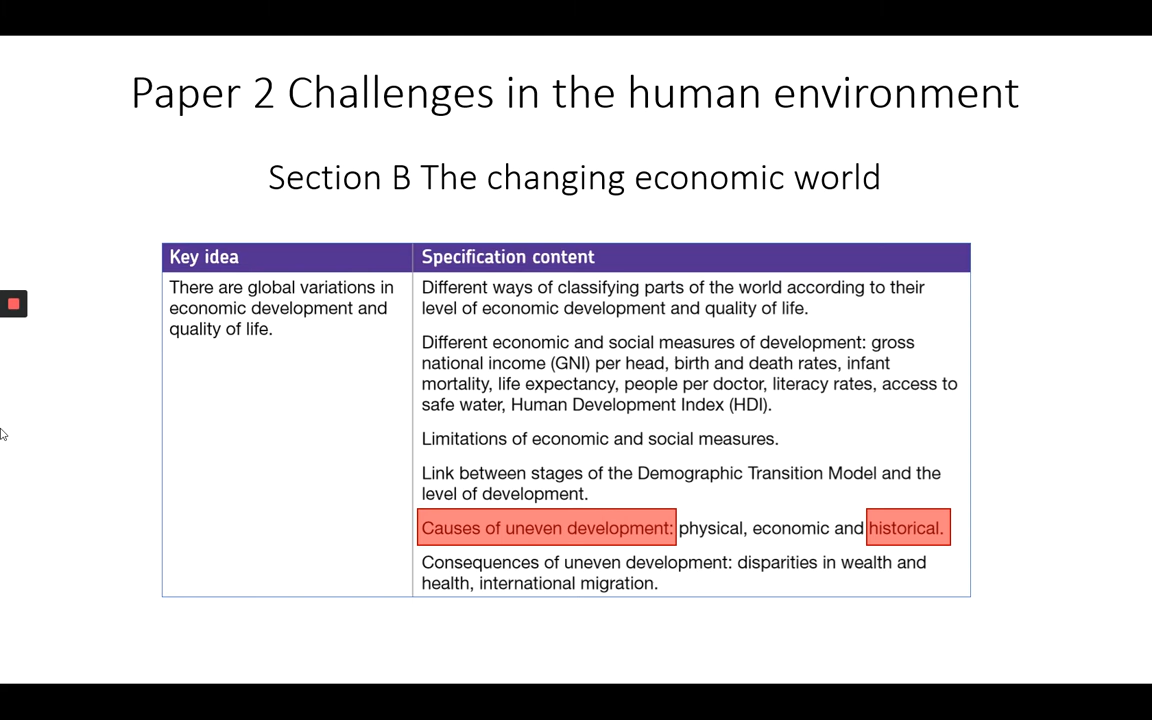 Paper 2 Challenges in the human environment
Section B The changing economic world
Key idea
Specification content
There are global variations in
economic development and
quality of life.
Different ways of classifying parts of the world according to their
level of economic development and quality of life.
Different economic and social measures of development: gross
national income (GNI) per head, birth and death rates, infant
mortality, life expectancy, people per doctor, literacy rates, access to
safe water, Human Development Index (HDI).
Limitations of economic and social measures.
Link between stages of the Demographic Transition Model and the
level of development.
Causes of uneven development: physical, economic and historical.
Consequences of uneven development: disparities in wealth and
health, international migration.